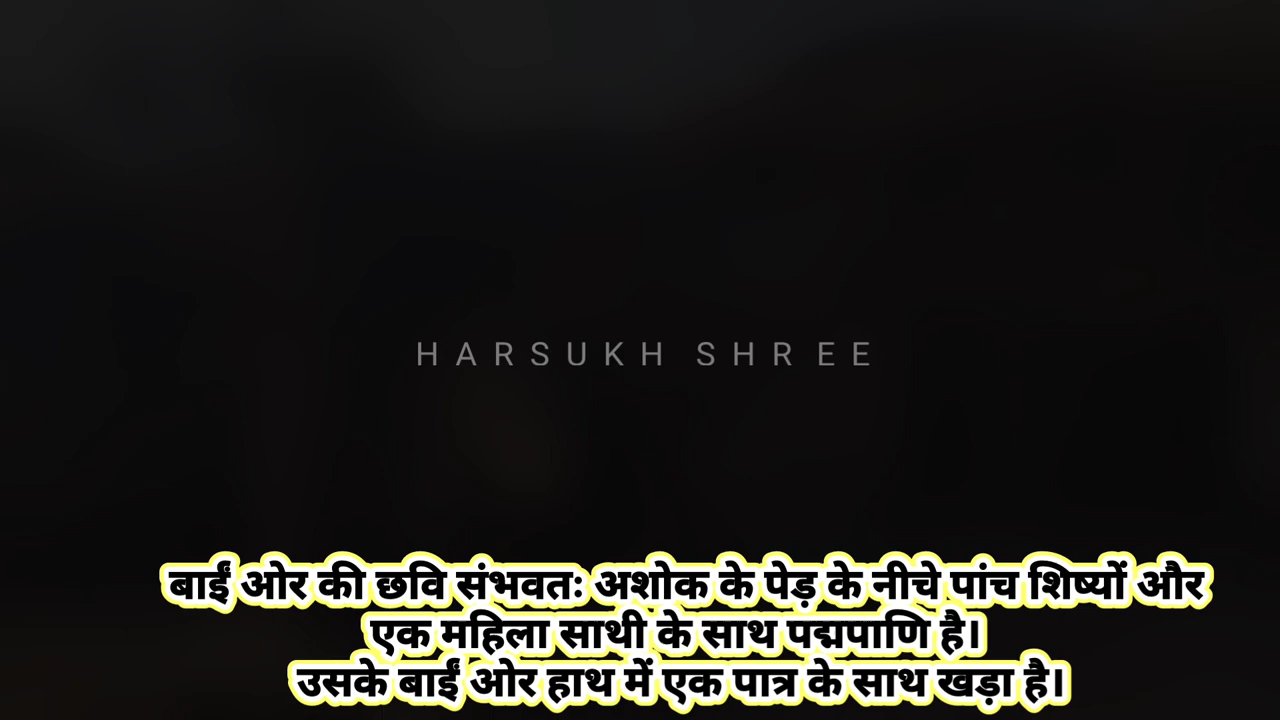 HARSUKH SHREE
बाईं ओर की छवि संभवतः अशोक के पेड़ के नीचे पांच शिष्यों और
एक महिला साथी के साथ पद्मपाणि है।
उसके बाईं ओर हाथ में एक पात्र के साथ खड़ा है।